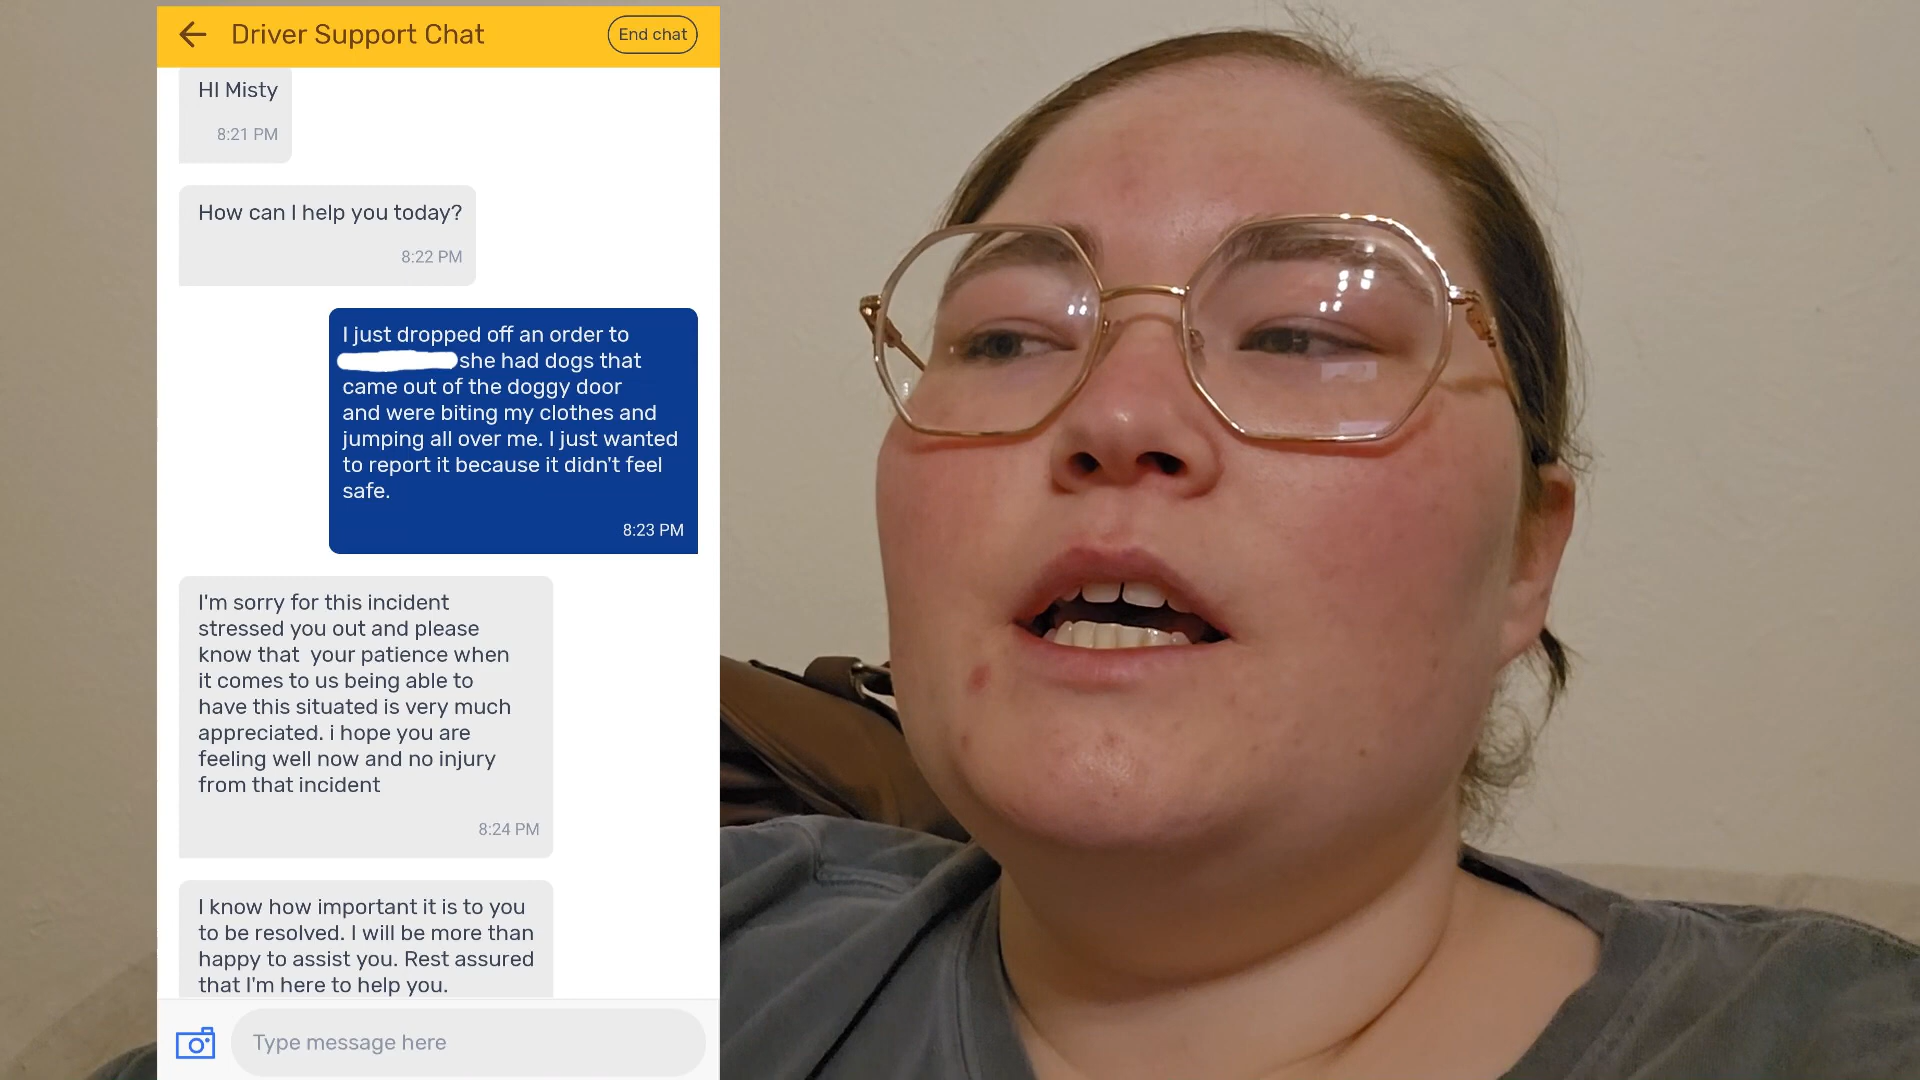 Driver Support Chat
End chat
HI Misty
8:21 PM
How can I help you today?
8:22 PM
I just dropped off an order to
she had dogs that
came out of the doggy door
and were biting my clothes and
jumping all over me. I just wanted
to report it because it didn't feel
safe.
8:23 PM
I'm sorry for this incident
stressed you out and please
know that  your patience when
it comes to us being able to
have this situated is very much
appreciated. i hope you are
feeling well now and no injury
from that incident
8:24 PM
I know how important it is to you
to be resolved. I will be more than
happy to assist you. Rest assured
that I'm here to help you.
Type message here